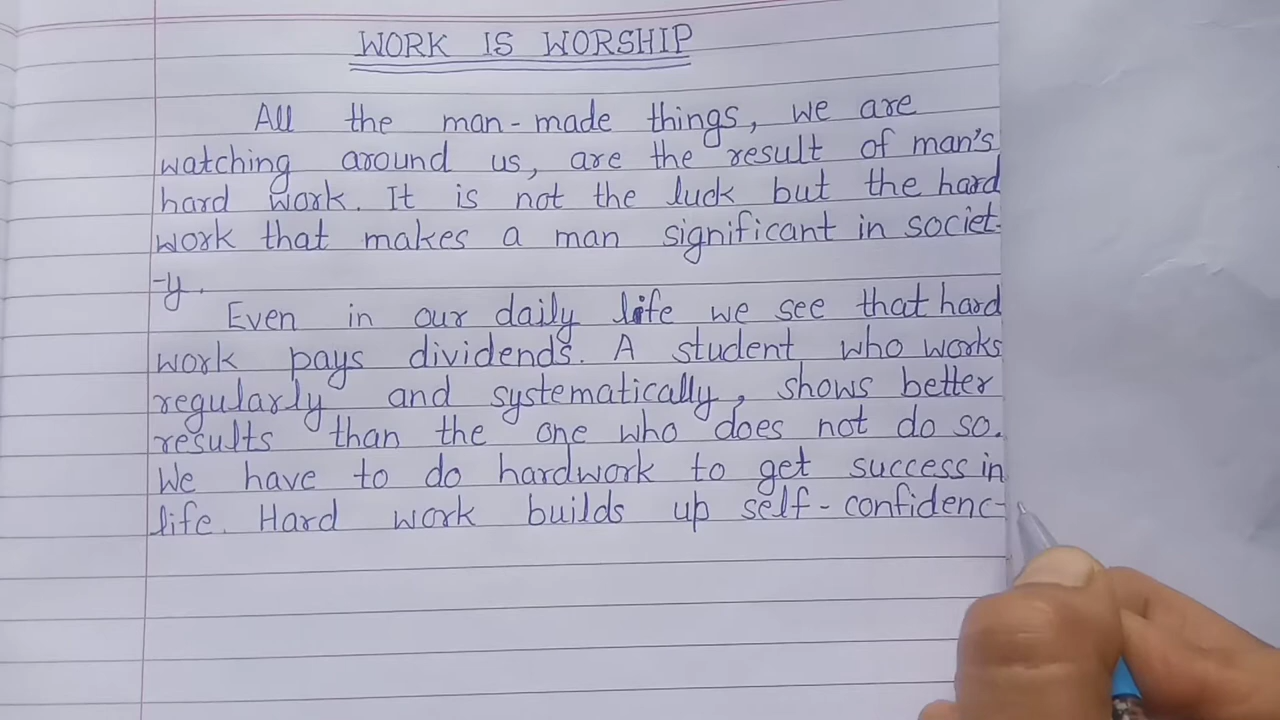 WORK IS WORSHIP
All the man-made things, we are
watching around us, are the result of man's
hard work. It is not the luck but the hard
work that makes a man significant in societ-
-y.
Even in our daily life we see that hard
work pays dividends. A student who works
regularly and systematically, shows better
results than the one who does not do so.
We have to do hardwork to get success in
life. Hard work builds up self-confidenc-